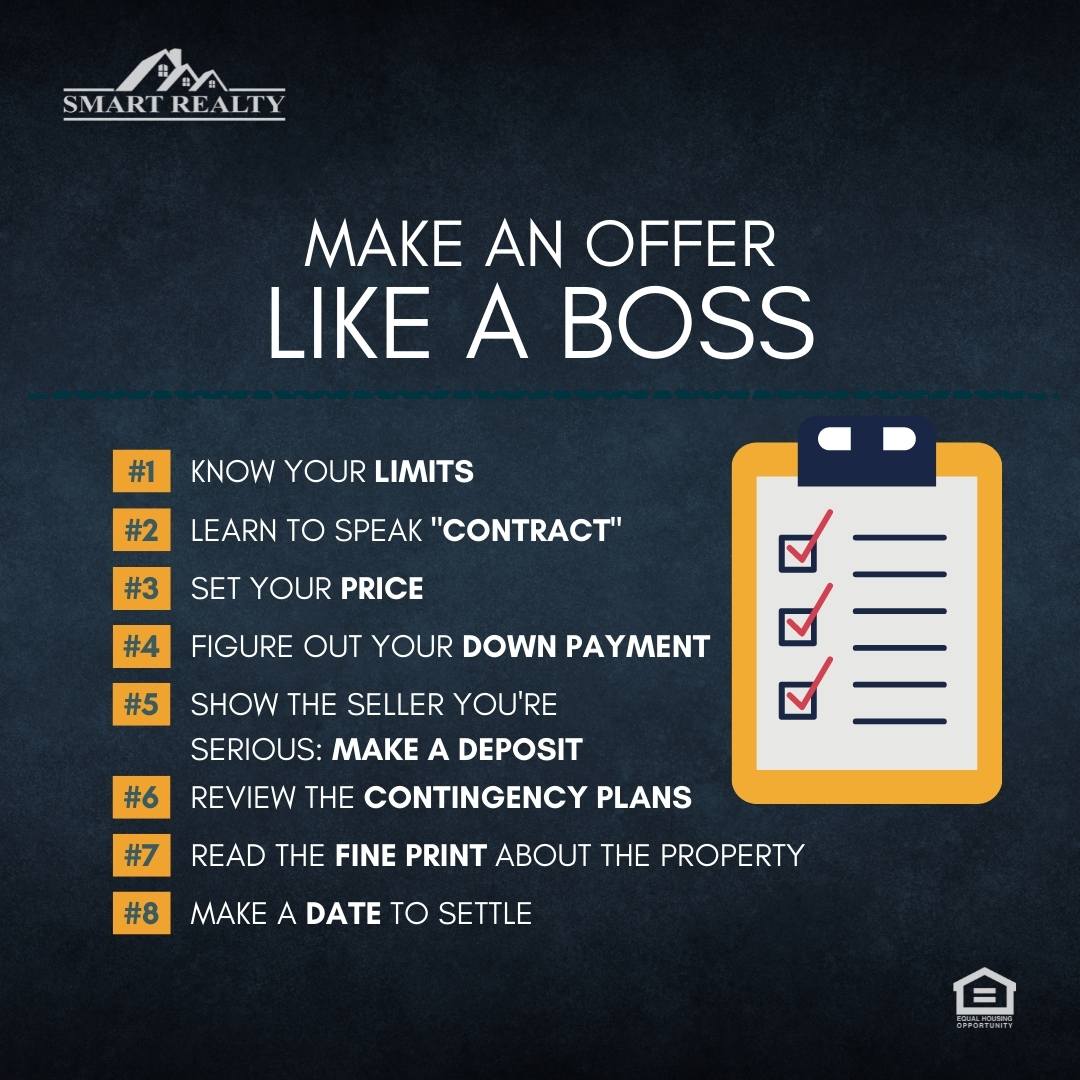 SMART REALTY
MAKE AN OFFER
LIKE A BOSS
#1 KNOW YOUR LIMITS
#2 LEARN TO SPEAK "CONTRACT"
#3 SET YOUR PRICE
#4 FIGURE OUT YOUR DOWN PAYMENT
#5 SHOW THE SELLER YOU'RE
SERIOUS: MAKE A DEPOSIT
#6 REVIEW THE CONTINGENCY PLANS
#7 READ THE FINE PRINT ABOUT THE PROPERTY
#8 MAKE A DATE TO SETTLE
EQUAL HOUSING
OPPORTUNITY